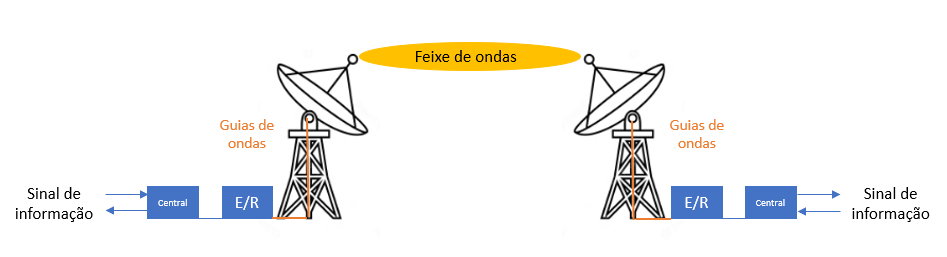 Feixe de ondas
Guias de
ondas
Guias de
ondas
Sinal de
informação
Central
E/R
E/R
Central
Sinal de
informação